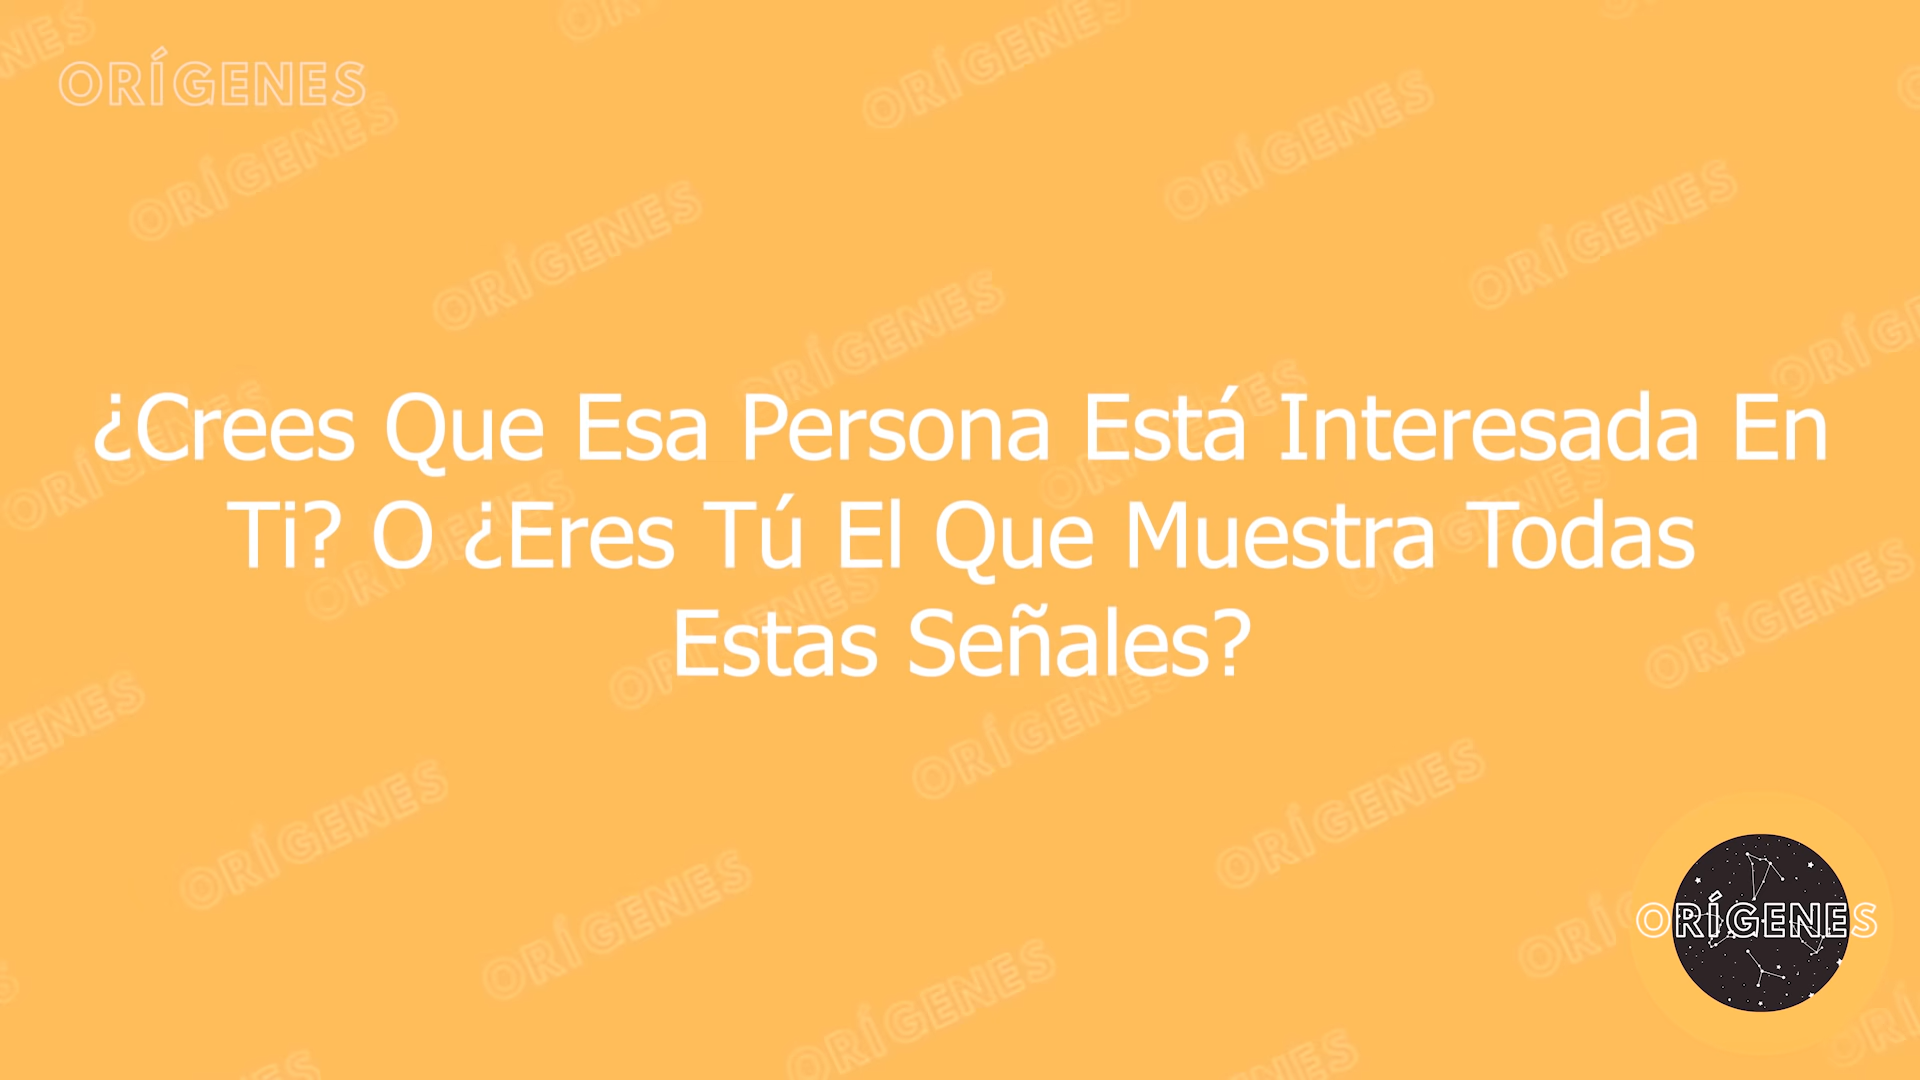 ORÍGENES
¿Crees Que Esa Persona Está Interesada En
Ti? O ¿Eres Tú El Que Muestra Todas
Estas Señales?
ORÍGENES